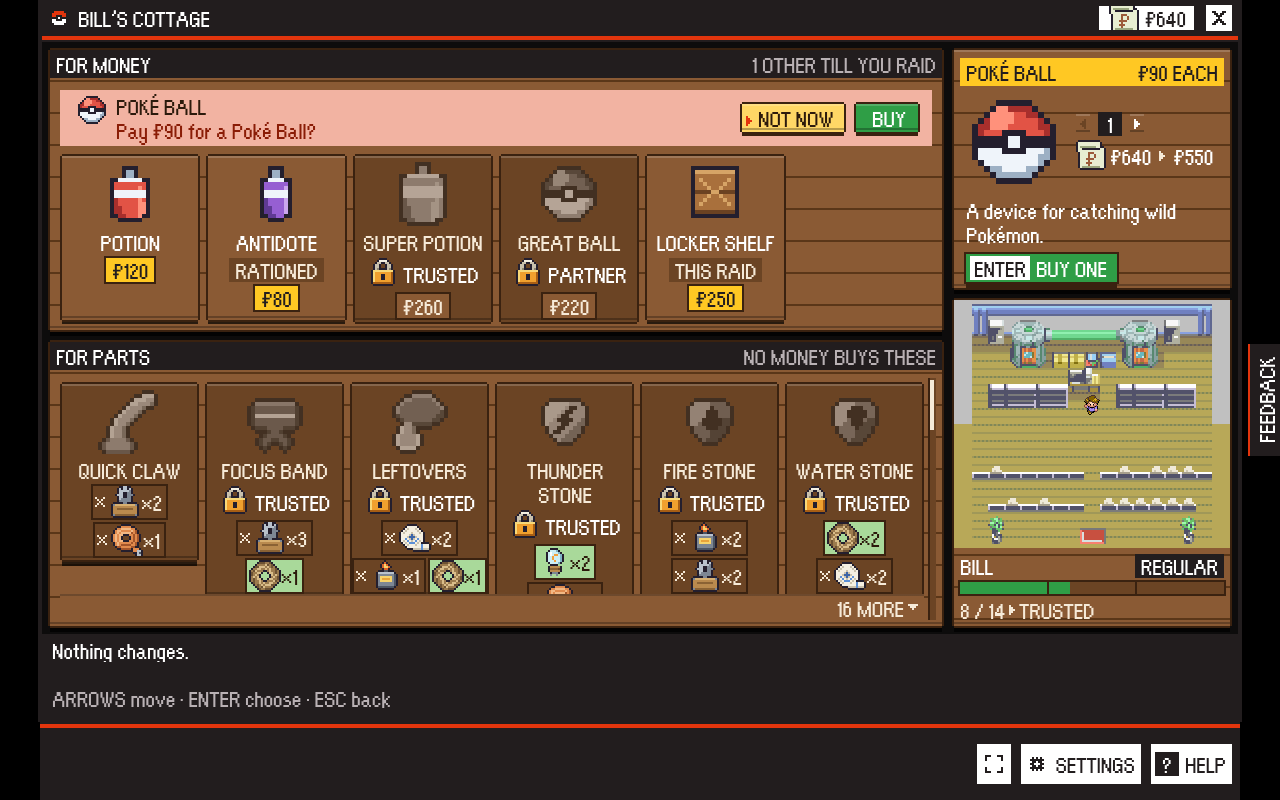 BILL'S COTTAGE
₽640
X
FOR MONEY
1 OTHER TILL YOU RAID
POKÉ BALL
Pay ₽90 for a Poké Ball?
NOT NOW
BUY
POTION
₽120
ANTIDOTE
RATIONED
₽80
SUPER POTION
TRUSTED
₽260
GREAT BALL
PARTNER
₽220
LOCKER SHELF
THIS RAID
₽250
POKÉ BALL
₽90 EACH
1
₽640 ▸ ₽550
A device for catching wild
Pokémon.
ENTER BUY ONE
FOR PARTS
NO MONEY BUYS THESE
QUICK CLAW
× ×2
× ×1
FOCUS BAND
TRUSTED
× ×3
×1
LEFTOVERS
TRUSTED
× ×2
× ×1
×1
THUNDER
STONE
TRUSTED
×2
FIRE STONE
TRUSTED
× ×2
× ×2
WATER STONE
TRUSTED
×2
× ×2
16 MORE
BILL
REGULAR
8 / 14 ▸ TRUSTED
FEEDBACK
Nothing changes.
ARROWS move · ENTER choose · ESC back
SETTINGS
? HELP